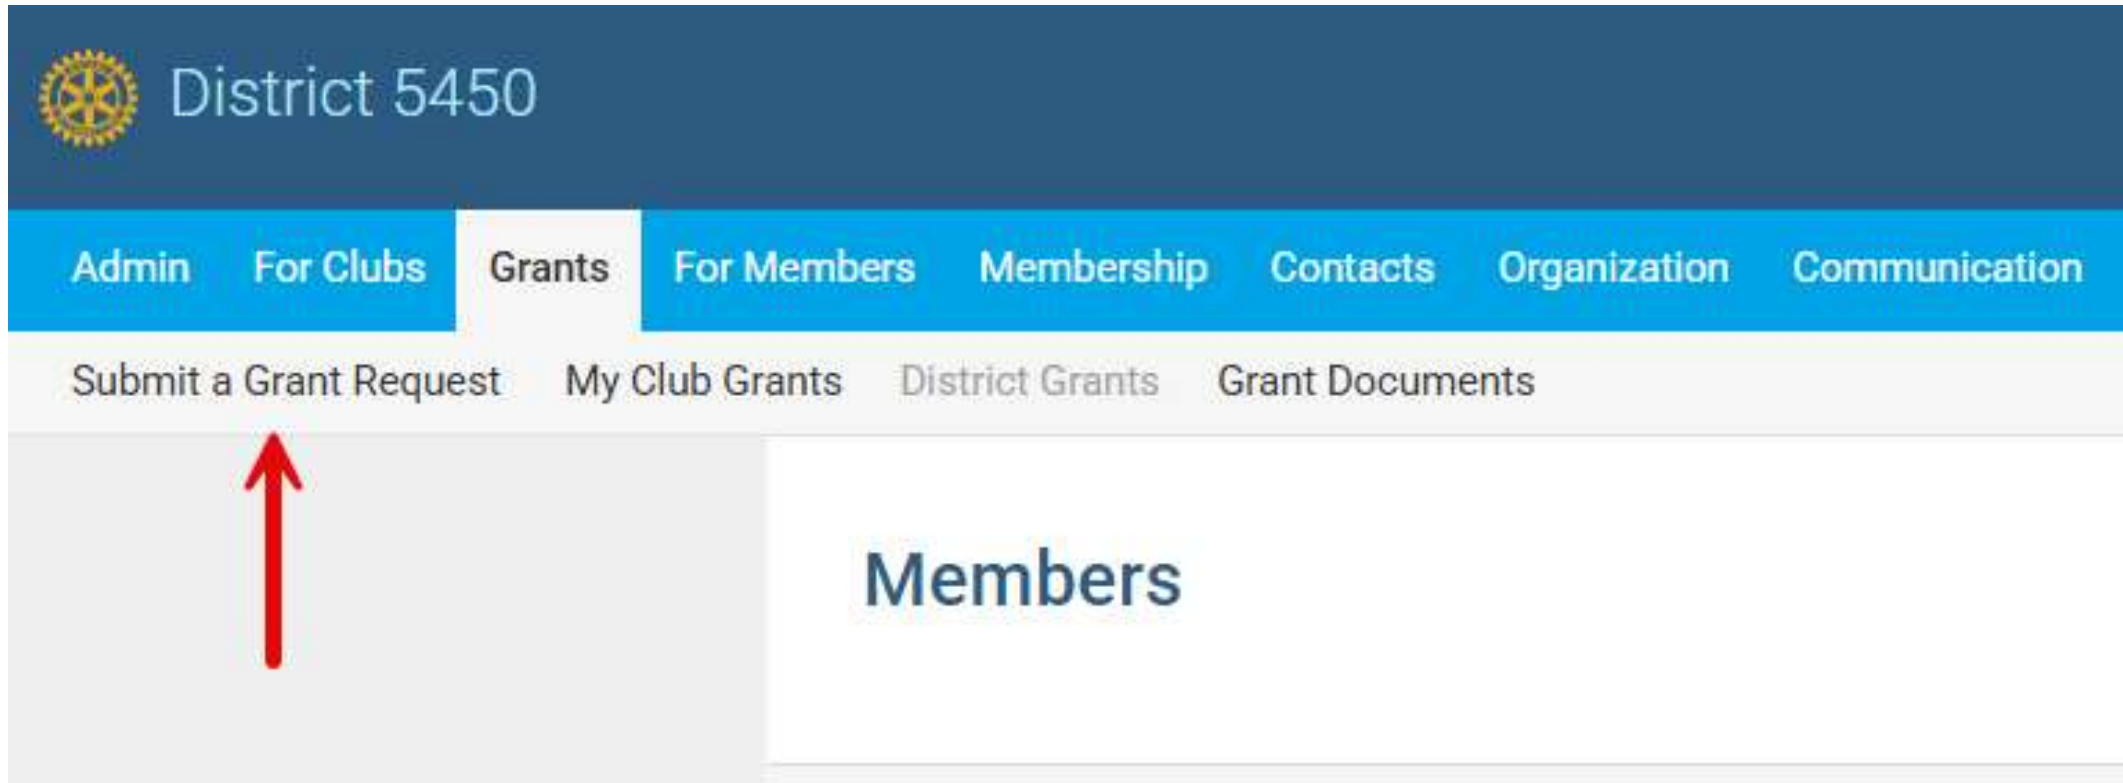 District 5450
Admin For Clubs Grants For Members Membership Contacts Organization Communication
Submit a Grant Request My Club Grants District Grants Grant Documents
Members